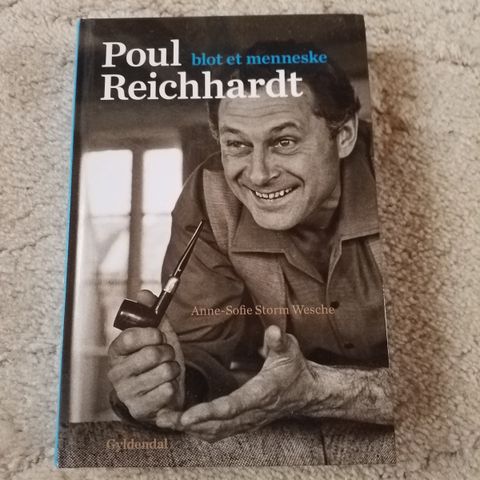 Poul blot et menneske
Reichhardt
Anne-Sofie Storm Wesche
Gyldendal